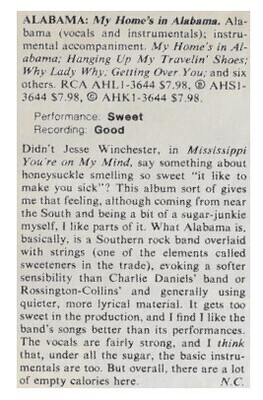 ALABAMA: My Home's in Alabama. Ala-
bama (vocals and instrumentals); instru-
mental accompaniment. My Home's in Al-
abama; Hanging Up My Travelin' Shoes;
Why Lady Why; Getting Over You; and six
others. RCA AHL1-3644 $7.98, ⑧ AHS1-
3644 $7.98, © AHK1-3644 $7.98.
Performance: Sweet
Recording: Good
Didn't Jesse Winchester, in Mississippi
You're on My Mind, say something about
honeysuckle smelling so sweet "it like to
make you sick"? This album sort of gives
me that feeling, although coming from near
the South and being a bit of a sugar-junkie
myself, I like parts of it. What Alabama is,
basically, is a Southern rock band overlaid
with strings (one of the elements called
sweeteners in the trade), evoking a softer
sensibility than Charlie Daniels' band or
Rossington-Collins' and generally using
quieter, more lyrical material. It gets too
sweet in the production, and I find I like the
band's songs better than its performances.
The vocals are fairly strong, and I think
that, under all the sugar, the basic instru-
mentals are too. But overall, there are a lot
of empty calories here. N.C.